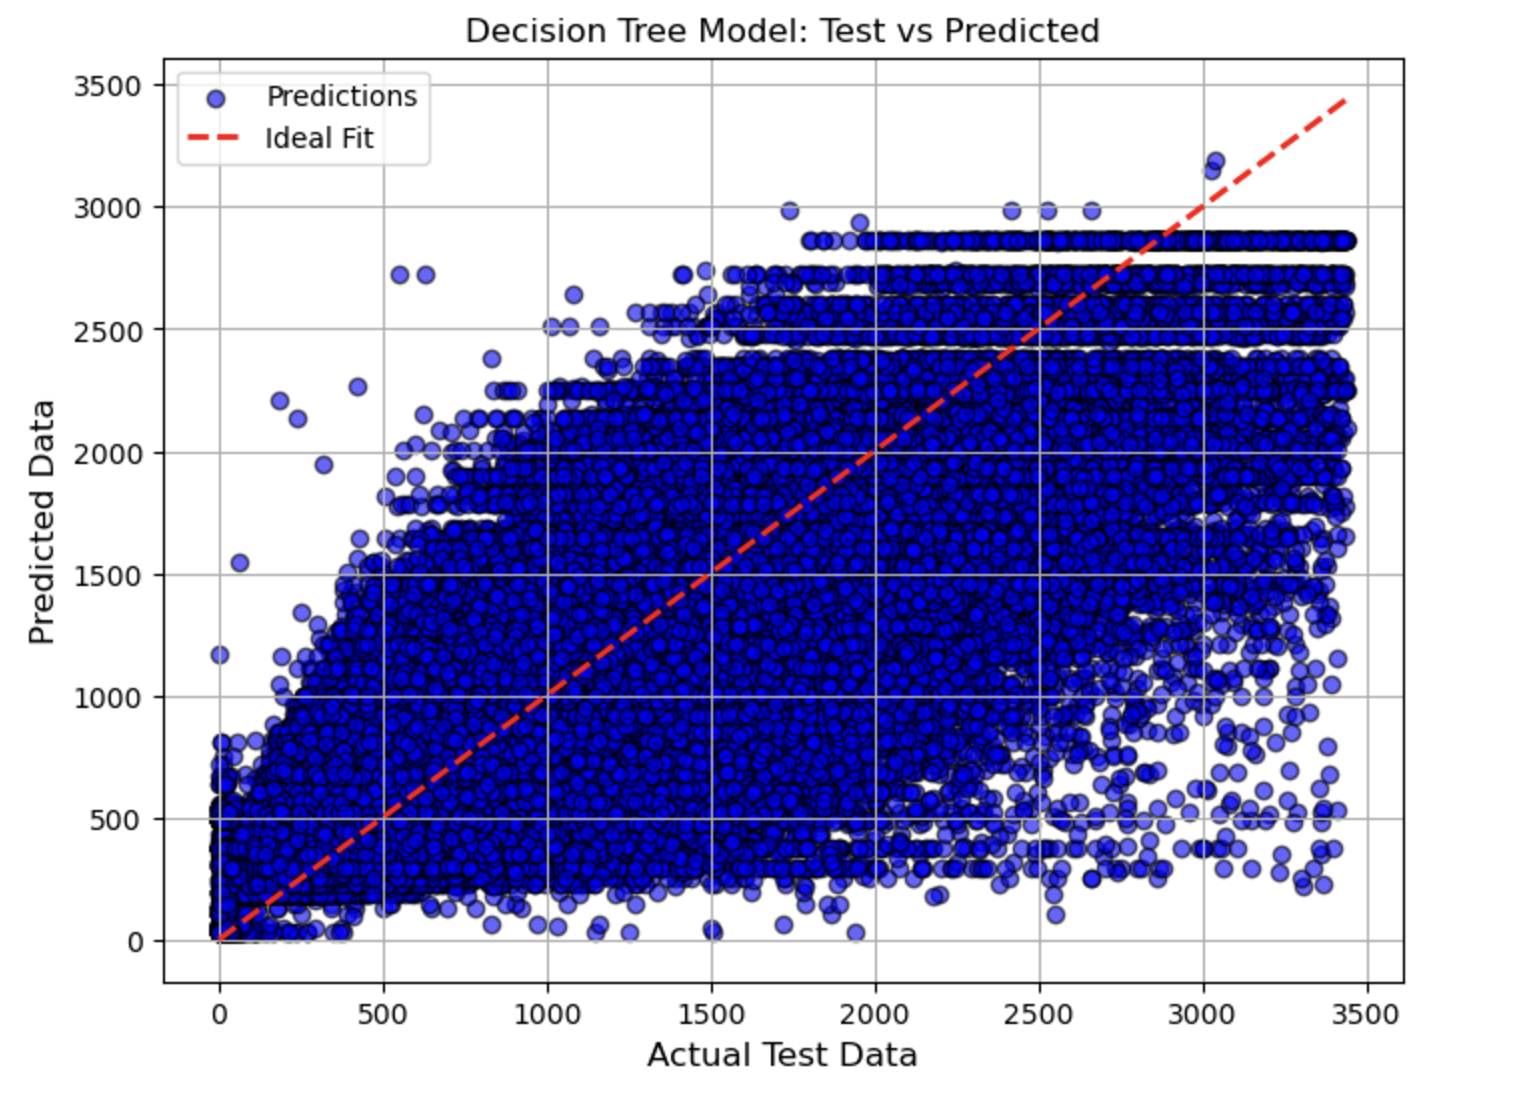 Decision Tree Model: Test vs Predicted
Predictions
Ideal Fit
3500
3000
2500
2000
1500
1000
500
0
Predicted Data
0 500 1000 1500 2000 2500 3000 3500
Actual Test Data